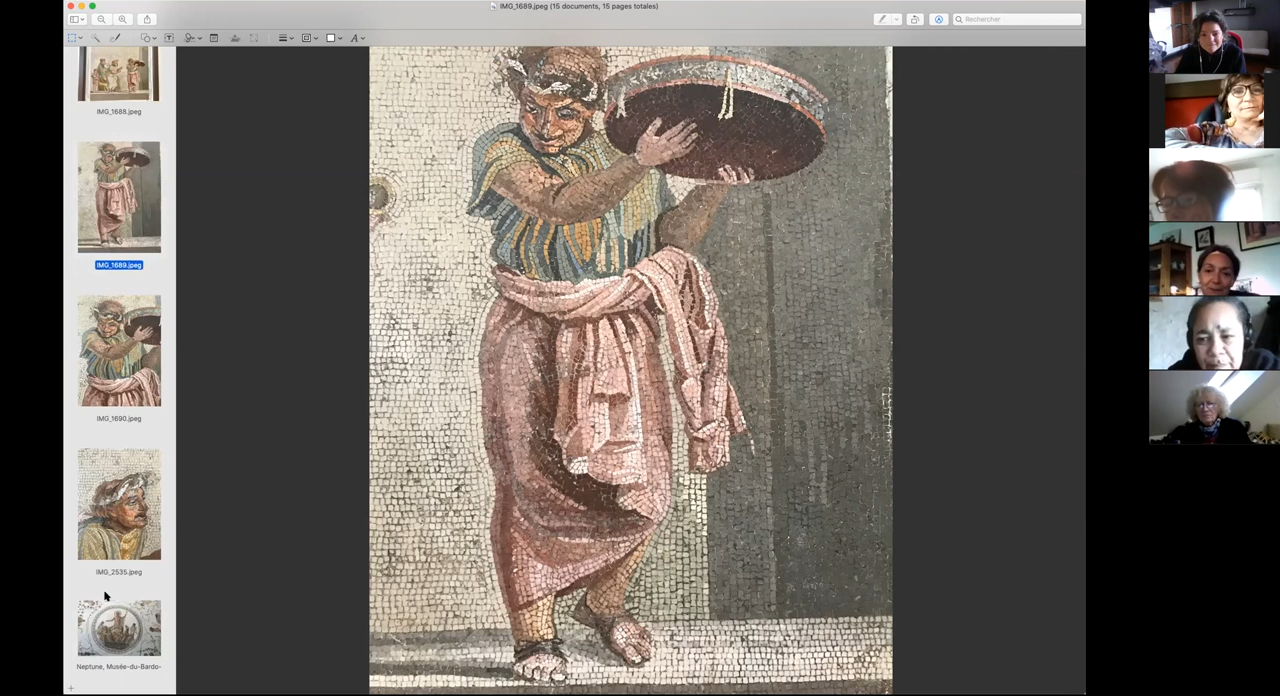 IMG_1689.jpeg (15 documents, 15 pages totales)
Rechercher
IMG_1688.jpeg
IMG_1689.jpeg
IMG_1690.jpeg
IMG_2535.jpeg
Neptune, Musée-du-Bardo-